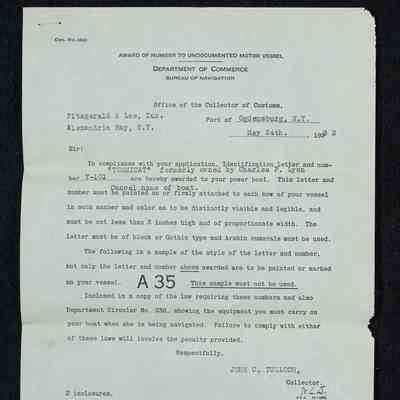 AWARD OF NUMBER TO UNDOCUMENTED MOTOR VESSEL
DEPARTMENT OF COMMERCE
BUREAU OF NAVIGATION
Office of the Collector of Customs,
Fitzgerald & Lee, Inc.
Port of Ogdensburg, N.Y.
Alexandria Bay, N.Y.
May 24th. 193
Sir:
In compliance with your application, Identification letter and num-
formerly owned by Charles P. Lyon
ber are hereby awarded to your power boat. This letter and
Cancel name of boat.
number must be painted on or firmly attached to each bow of your vessel
in such manner and color as to be distinctly visible and legible, and
must be not less than 3 inches high and of proportionate width. The
letter must be of block or Gothic type and Arabic numerals must be used.
The following is a sample of the style of the letter and number,
but only the letter and number above awarded are to be painted or marked
on your vessel. A 35 This sample must not be used.
Inclosed is a copy of the law requiring these numbers and also
Department Circular No. 236, showing the equipment you must carry on
your boat when she is being navigated. Failure to comply with either
of these laws will involve the penalty provided.
Respectfully,
JOHN C. TULLOCH,
Collector.
2 inclosures.